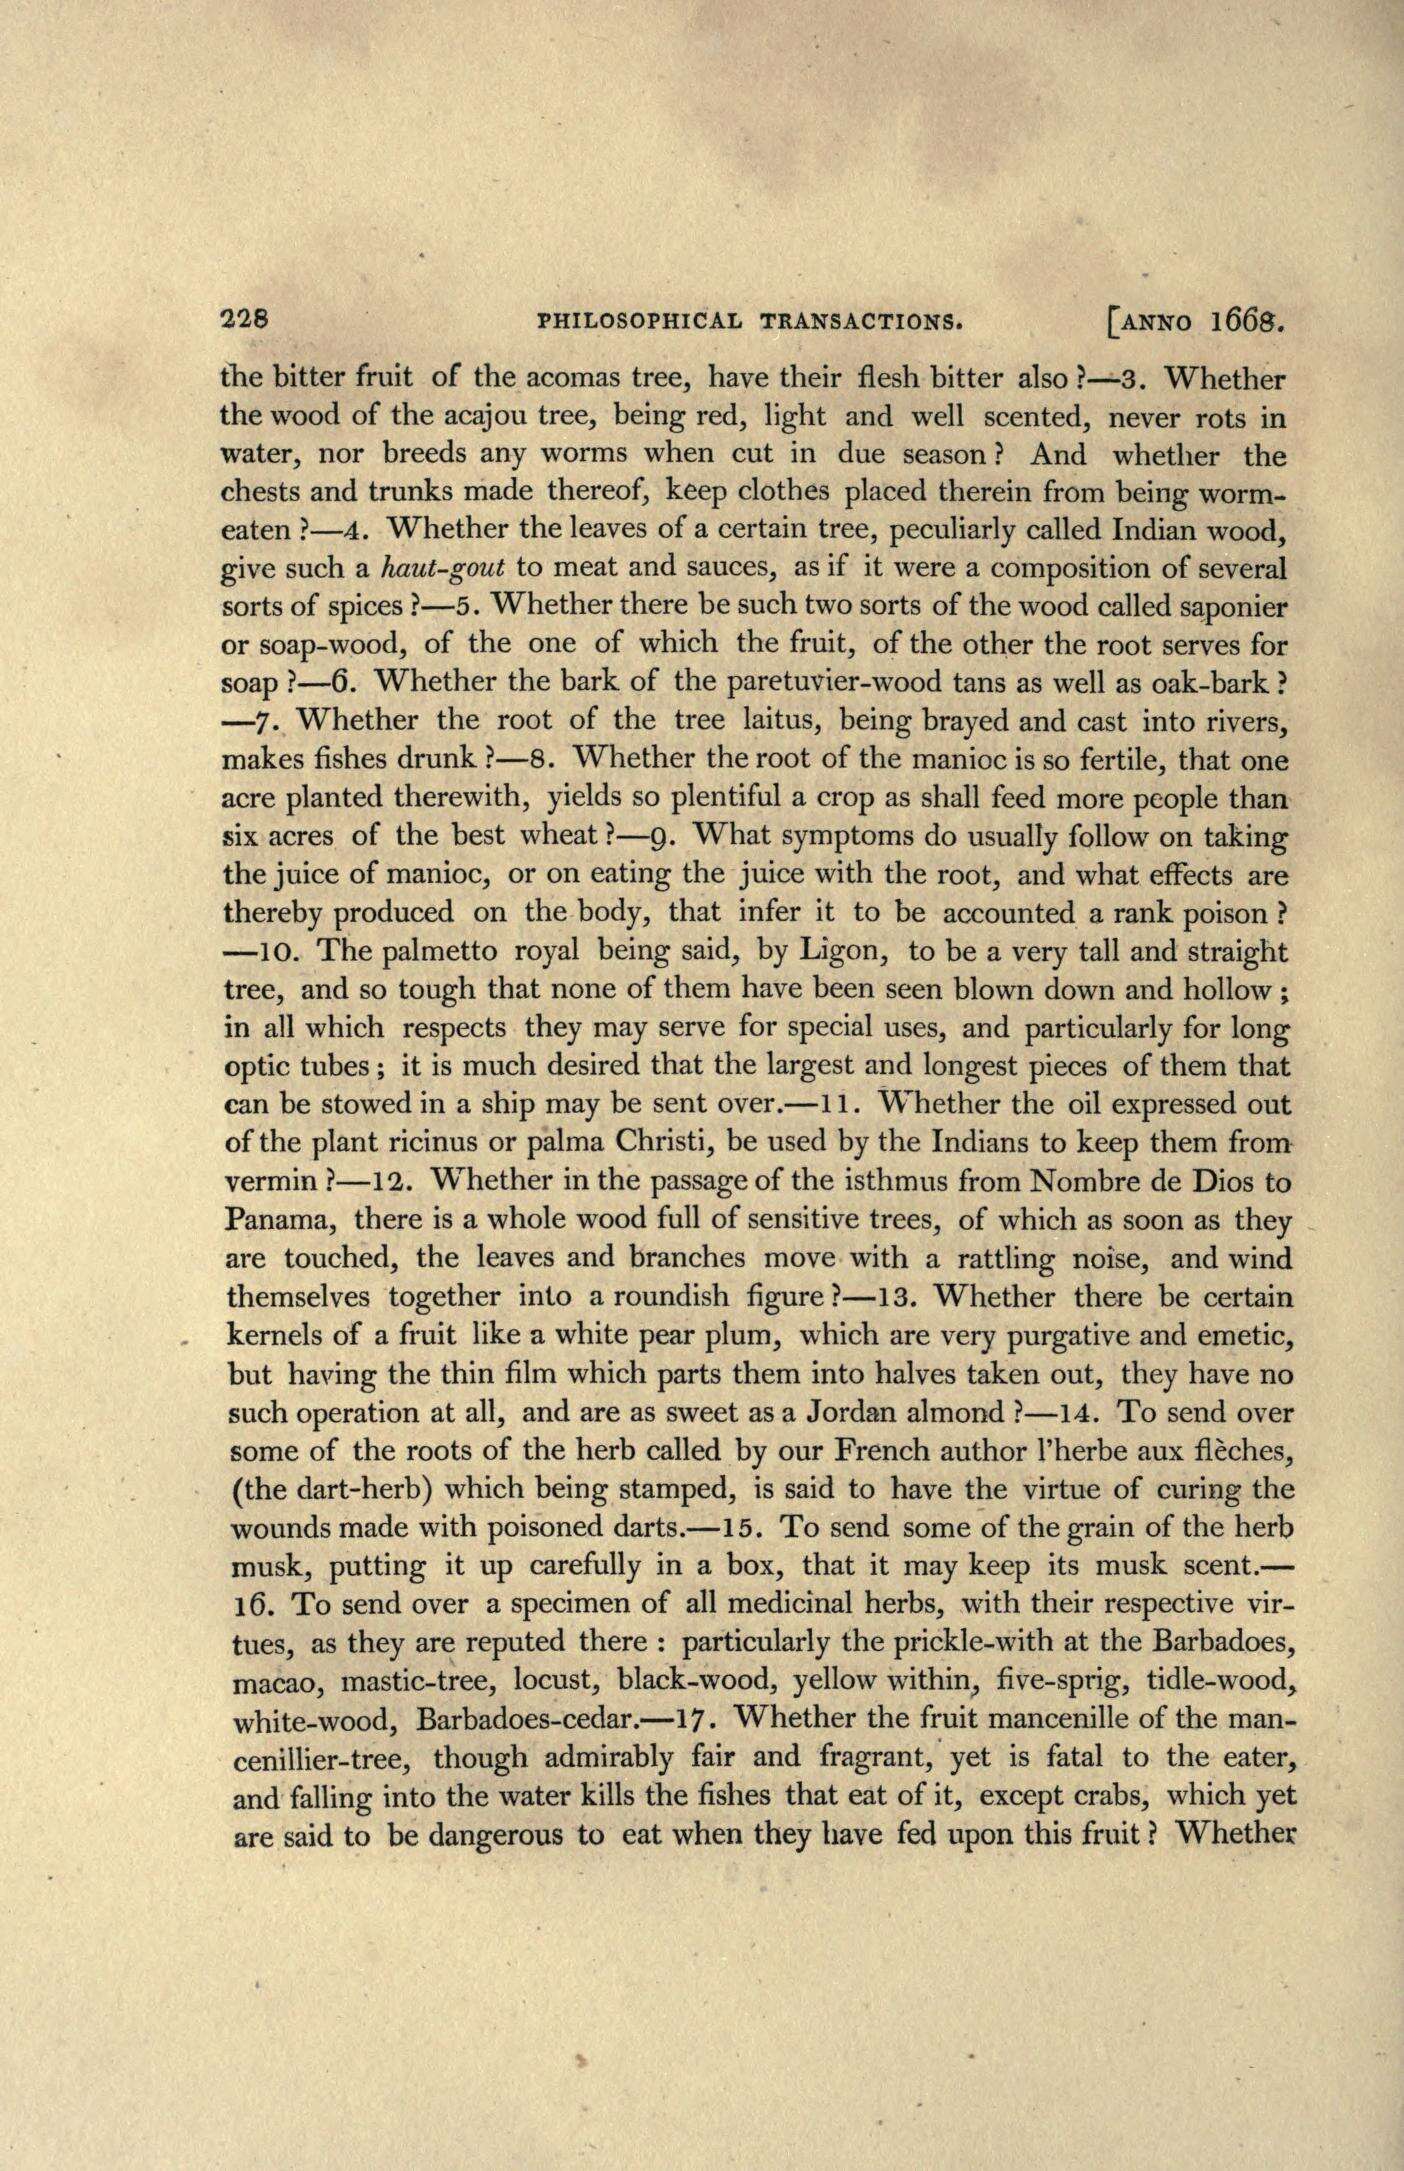 228 PHILOSOPHICAL TRANSACTIONS. [ANNO 1668.
the bitter fruit of the acomas tree, have their flesh bitter also ?—3. Whether
the wood of the acajou tree, being red, light and well scented, never rots in
water, nor breeds any worms when cut in due season ? And whether the
chests and trunks made thereof, keep clothes placed therein from being worm-
eaten ?—4. Whether the leaves of a certain tree, peculiarly called Indian wood,
give such a haut-gout to meat and sauces, as if it were a composition of several
sorts of spices ?—5. Whether there be such two sorts of the wood called saponier
or soap-wood, of the one of which the fruit, of the other the root serves for
soap ?—6. Whether the bark of the paretuvier-wood tans as well as oak-bark ?
—7. Whether the root of the tree laitus, being brayed and cast into rivers,
makes fishes drunk ?—8. Whether the root of the manioc is so fertile, that one
acre planted therewith, yields so plentiful a crop as shall feed more people than
six acres of the best wheat ?—9. What symptoms do usually follow on taking
the juice of manioc, or on eating the juice with the root, and what effects are
thereby produced on the body, that infer it to be accounted a rank poison ?
—10. The palmetto royal being said, by Ligon, to be a very tall and straight
tree, and so tough that none of them have been seen blown down and hollow ;
in all which respects they may serve for special uses, and particularly for long
optic tubes ; it is much desired that the largest and longest pieces of them that
can be stowed in a ship may be sent over.—11. Whether the oil expressed out
of the plant ricinus or palma Christi, be used by the Indians to keep them from
vermin ?—12. Whether in the passage of the isthmus from Nombre de Dios to
Panama, there is a whole wood full of sensitive trees, of which as soon as they
are touched, the leaves and branches move with a rattling noise, and wind
themselves together into a roundish figure ?—13. Whether there be certain
kernels of a fruit like a white pear plum, which are very purgative and emetic,
but having the thin film which parts them into halves taken out, they have no
such operation at all, and are as sweet as a Jordan almond ?—14. To send over
some of the roots of the herb called by our French author l'herbe aux flèches,
(the dart-herb) which being stamped, is said to have the virtue of curing the
wounds made with poisoned darts.—15. To send some of the grain of the herb
musk, putting it up carefully in a box, that it may keep its musk scent.—
16. To send over a specimen of all medicinal herbs, with their respective vir-
tues, as they are reputed there : particularly the prickle-with at the Barbadoes,
macao, mastic-tree, locust, black-wood, yellow within, five-sprig, tidle-wood,
white-wood, Barbadoes-cedar.—17. Whether the fruit mancenille of the man-
cenillier-tree, though admirably fair and fragrant, yet is fatal to the eater,
and falling into the water kills the fishes that eat of it, except crabs, which yet
are said to be dangerous to eat when they have fed upon this fruit ? Whether